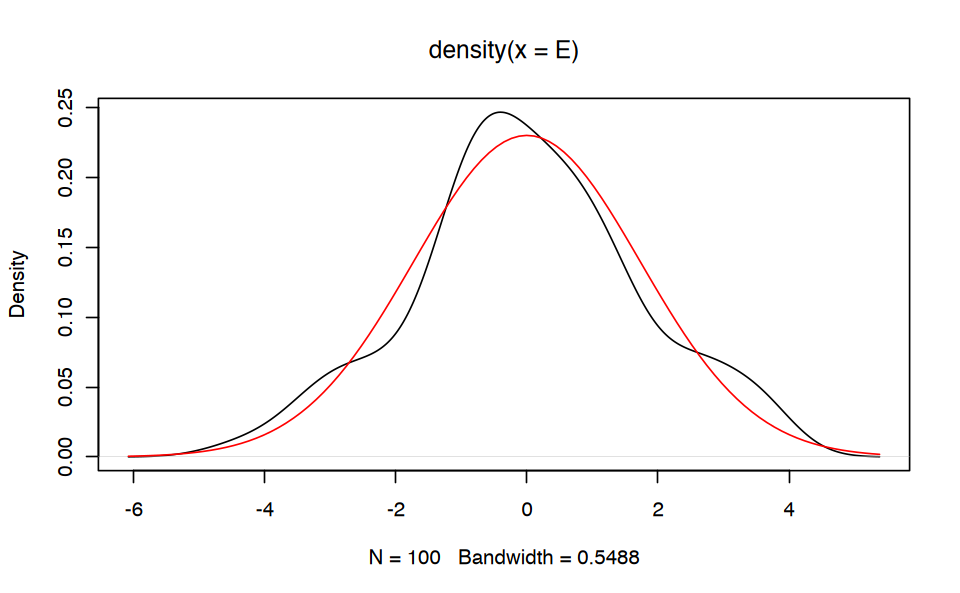 density(x = E)
Density
0.25
0.20
0.15
0.10
0.05
0.00
-6 -4 -2 0 2 4
N = 100 Bandwidth = 0.5488